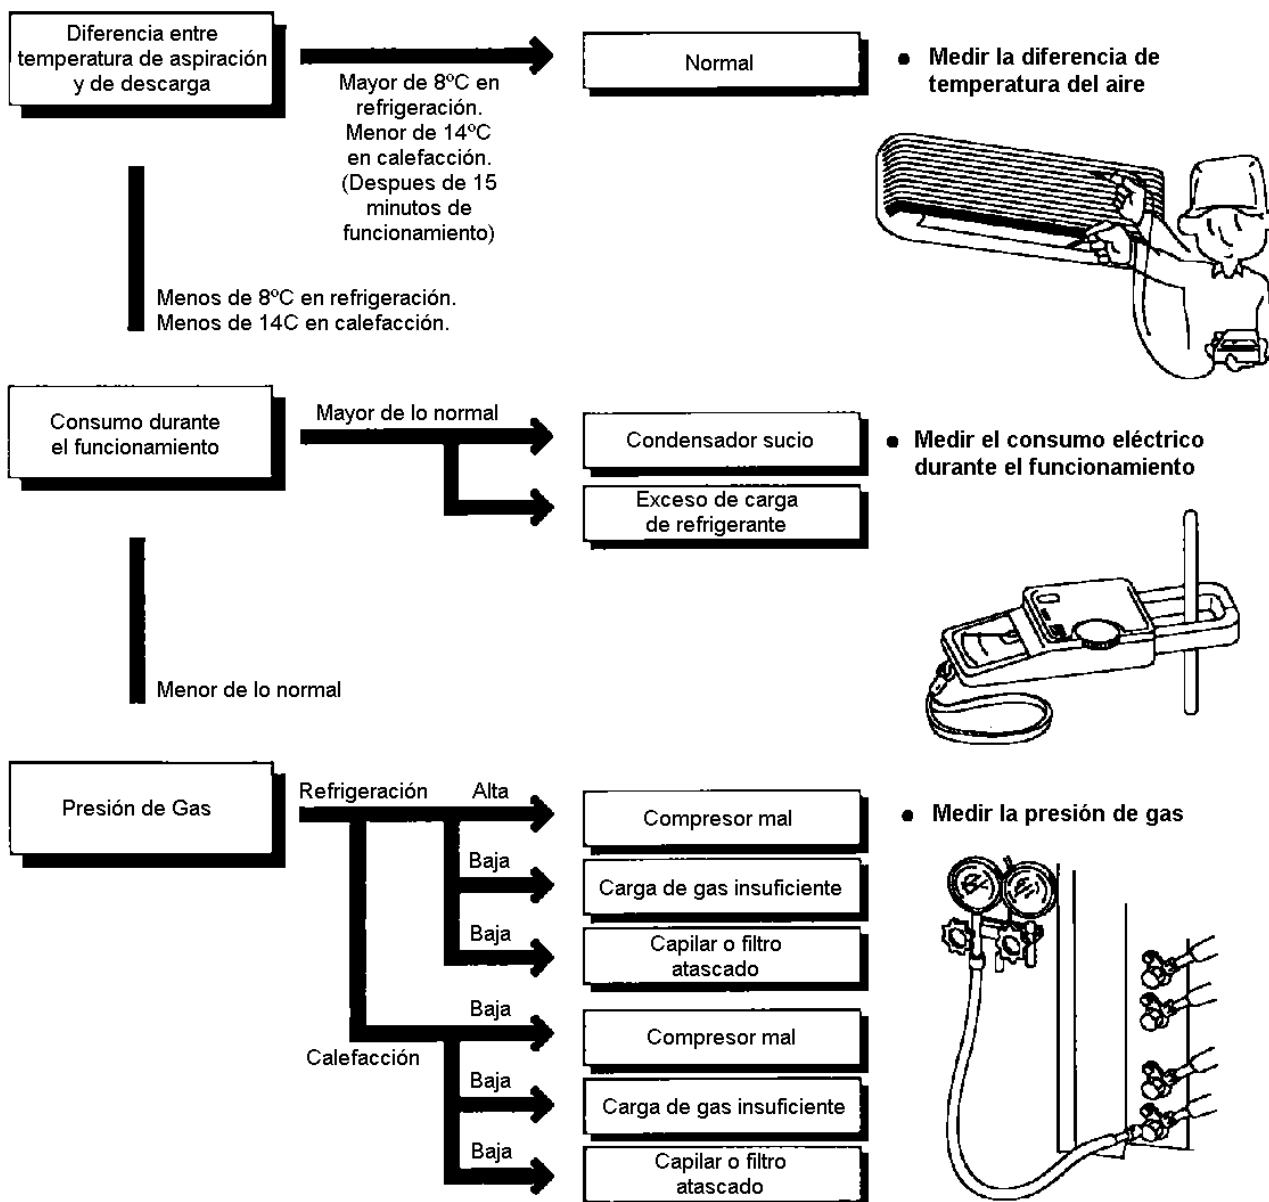 Diferencia entre
temperatura de aspiración
y de descarga
Mayor de 8ºC en
refrigeración.
Menor de 14ºC
en calefacción.
(Despues de 15
minutos de
funcionamiento)
Normal
• Medir la diferencia de
temperatura del aire
Menos de 8ºC en refrigeración.
Menos de 14C en calefacción.
Consumo durante
el funcionamiento
Mayor de lo normal
Condensador sucio
Exceso de carga
de refrigerante
• Medir el consumo eléctrico
durante el funcionamiento
Menor de lo normal
Presión de Gas
Refrigeración
Alta
Compresor mal
Baja
Carga de gas insuficiente
Baja
Capilar o filtro
atascado
Calefacción
Baja
Compresor mal
Baja
Carga de gas insuficiente
Baja
Capilar o filtro
atascado
• Medir la presión de gas